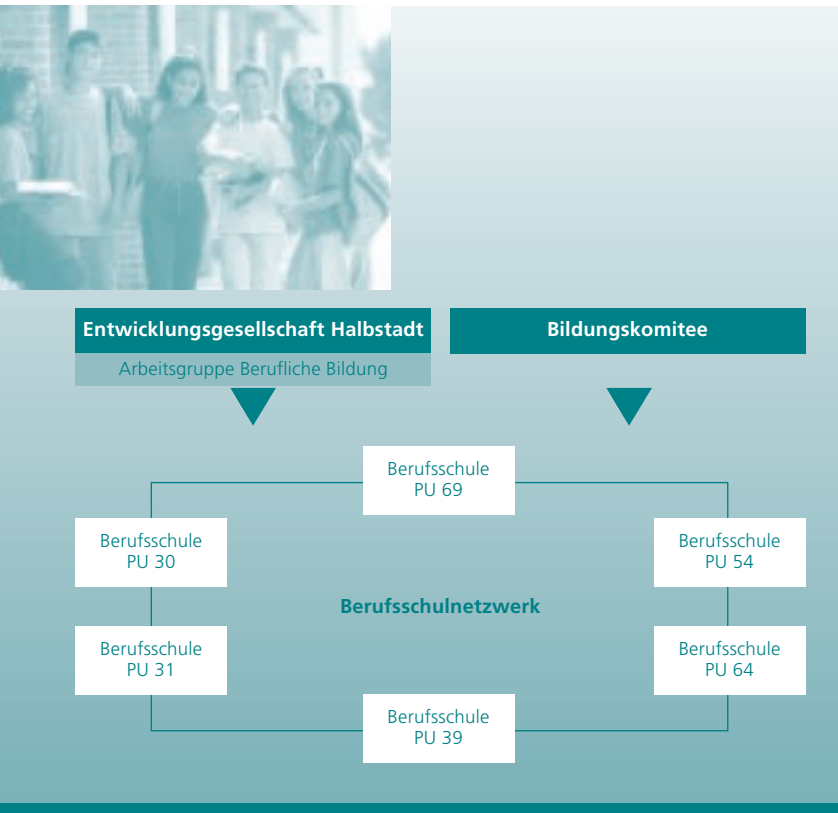 Entwicklungsgesellschaft Halbstadt
Arbeitsgruppe Berufliche Bildung
Bildungskomitee
Berufsschule
PU 69
Berufsschule
PU 30
Berufsschule
PU 54
Berufsschulnetzwerk
Berufsschule
PU 31
Berufsschule
PU 64
Berufsschule
PU 39